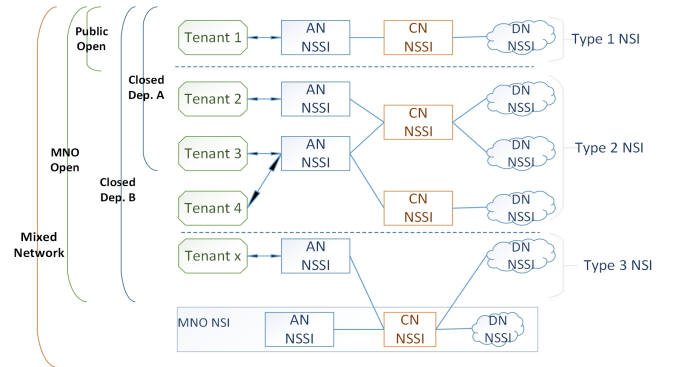 Public
Open
Tenant 1
AN
NSSI
CN
NSSI
DN
NSSI
Type 1 NSI
Closed
Dep. A
Tenant 2
AN
NSSI
CN
NSSI
DN
NSSI
MNO
Open
Tenant 3
AN
NSSI
DN
NSSI
Type 2 NSI
Closed
Dep. B
Tenant 4
CN
NSSI
DN
NSSI
Mixed
Network
Tenant x
AN
NSSI
DN
NSSI
Type 3 NSI
MNO NSI
AN
NSSI
CN
NSSI
DN
NSSI